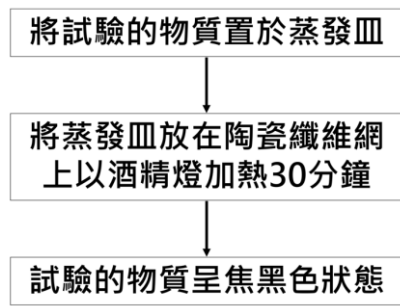 將試驗的物質置於蒸發皿
將蒸發皿放在陶瓷纖維網
上以酒精燈加熱30分鐘
試驗的物質呈焦黑色狀態